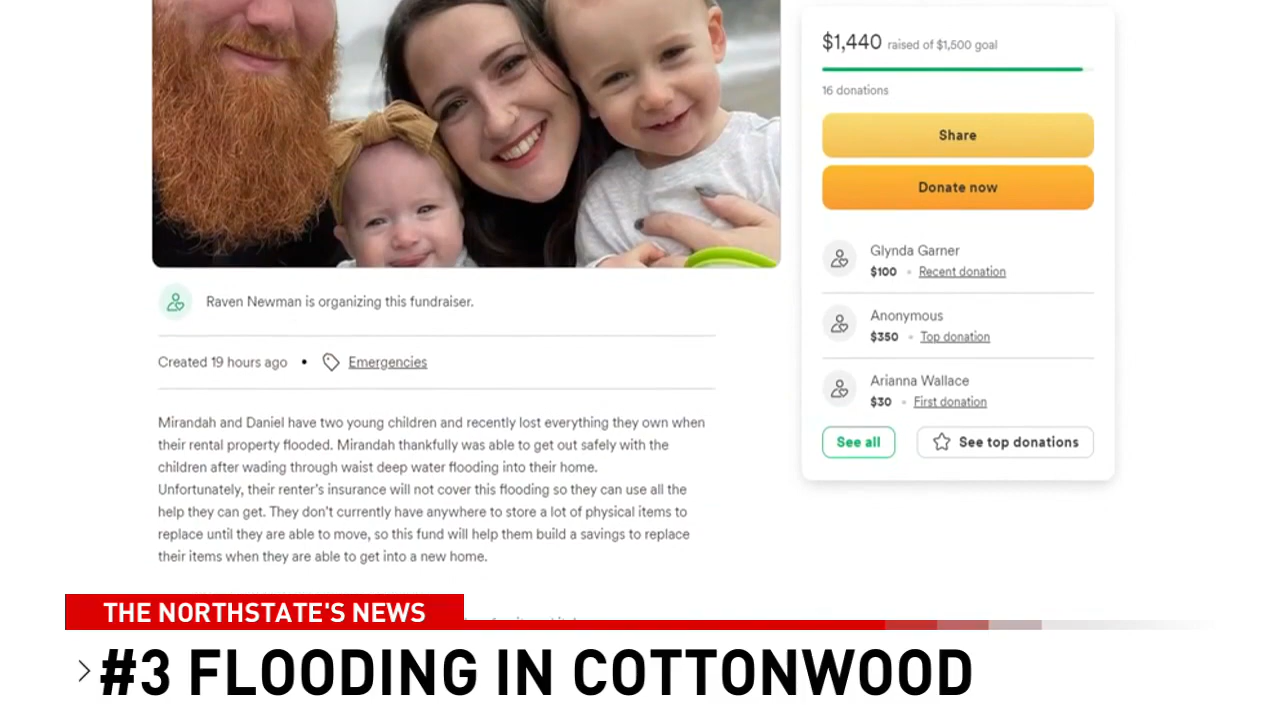 $1,440 raised of $1,500 goal
16 donations
Share
Donate now
Glynda Garner
$100 • Recent donation
Anonymous
$350 • Top donation
Arianna Wallace
$30 • First donation
See all
See top donations
Raven Newman is organizing this fundraiser.
Created 19 hours ago • Emergencies
Mirandah and Daniel have two young children and recently lost everything they own when
their rental property flooded. Mirandah thankfully was able to get out safely with the
children after wading through waist deep water flooding into their home.
Unfortunately, their renter's insurance will not cover this flooding so they can use all the
help they can get. They don't currently have anywhere to store a lot of physical items to
replace until they are able to move, so this fund will help them build a savings to replace
their items when they are able to get into a new home.
THE NORTHSTATE'S NEWS
#3 FLOODING IN COTTONWOOD